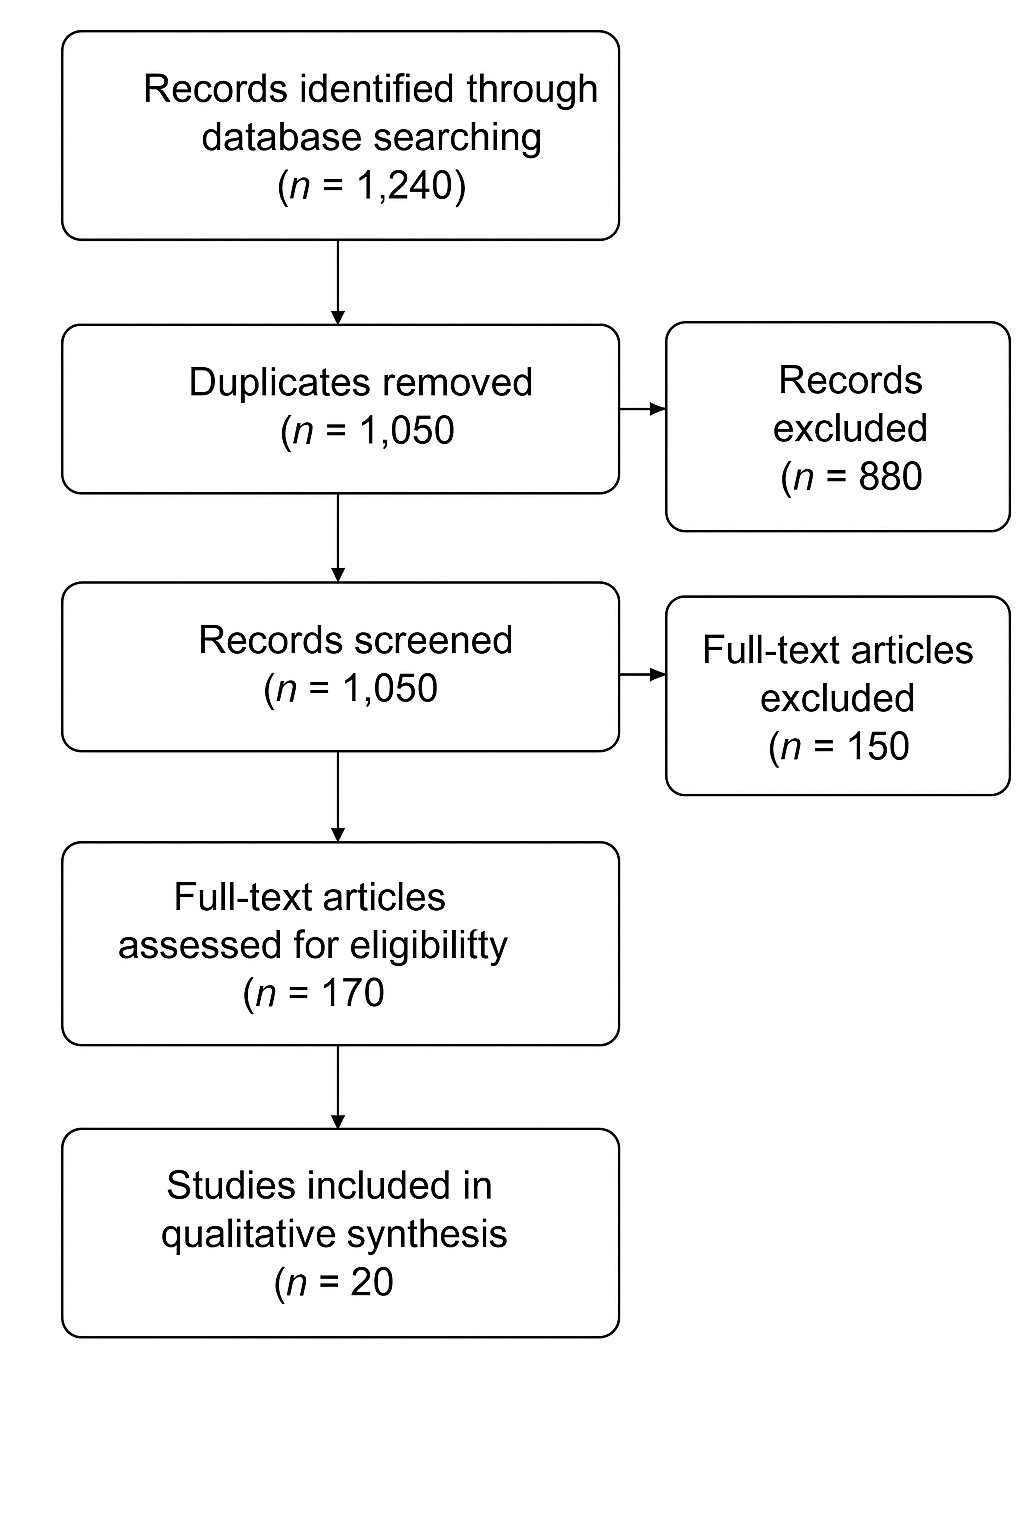 Records identified through
database searching
(n = 1,240)
Duplicates removed
(n = 1,050
Records
excluded
(n = 880
Records screened
(n = 1,050
Full-text articles
excluded
(n = 150
Full-text articles
assessed for eligibilifty
(n = 170
Studies included in
qualitative synthesis
(n = 20